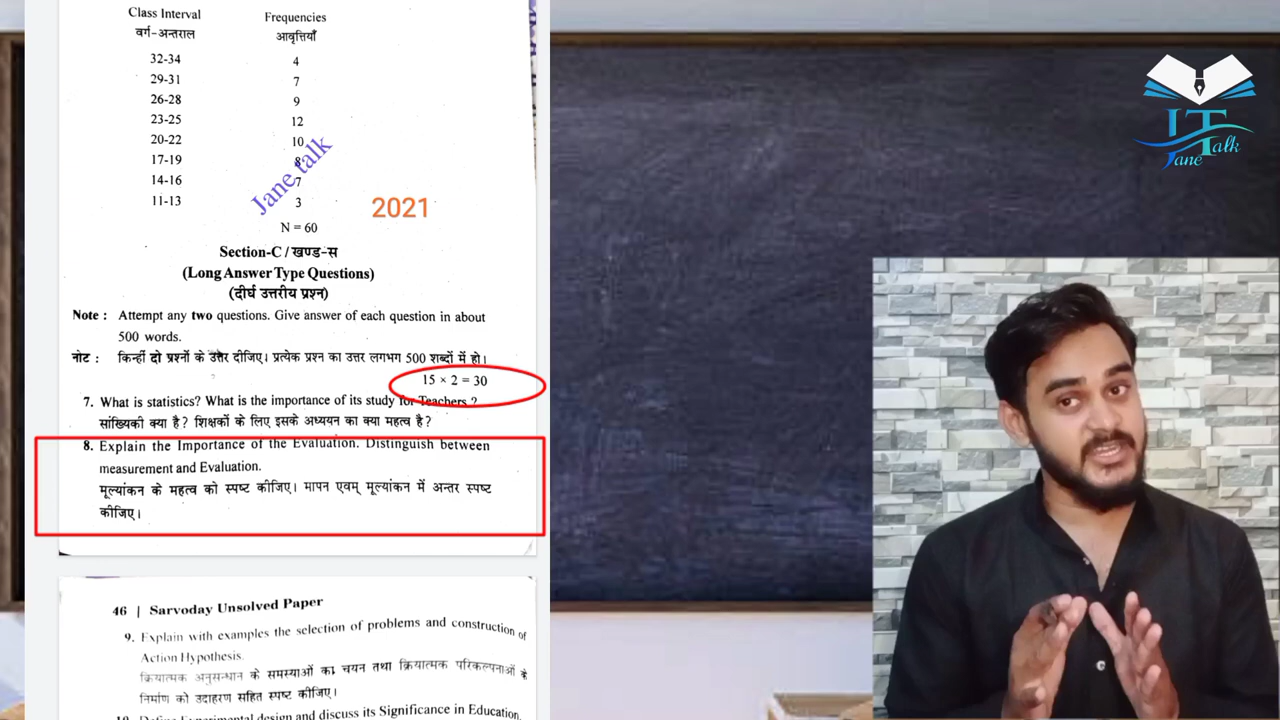 Class Interval Frequencies
वर्ग-अन्तराल आवृत्तियाँ
32-34 4
29-31 7
26-28 9
23-25 12
20-22 10
17-19 8
14-16 7
11-13 3
N = 60
Jane talk
2021
Section-C / खण्ड-स
(Long Answer Type Questions)
(दीर्घ उत्तरीय प्रश्न)
Note : Attempt any two questions. Give answer of each question in about
500 words.
नोट : किन्हीं दो प्रश्नों के उत्तर दीजिए। प्रत्येक प्रश्न का उत्तर लगभग 500 शब्दों में हो।
15 × 2 = 30
7. What is statistics? What is the importance of its study for Teachers ?
सांख्यिकी क्या है? शिक्षकों के लिए इसके अध्ययन का क्या महत्व है?
8. Explain the Importance of the Evaluation. Distinguish between
measurement and Evaluation.
मूल्यांकन के महत्व को स्पष्ट कीजिए। मापन एवम् मूल्यांकन में अन्तर स्पष्ट
कीजिए।
46 | Sarvoday Unsolved Paper
9. Explain with examples the selection of problems and construction of
Action Hypothesis.
क्रियात्मक अनुसन्धान के समस्याओं का चयन तथा क्रियात्मक परिकल्पनाओं के
निर्माण को उदाहरण सहित स्पष्ट कीजिए।
10. Define Experimental design and discuss its Significance in Education.
J T
Jane Talk